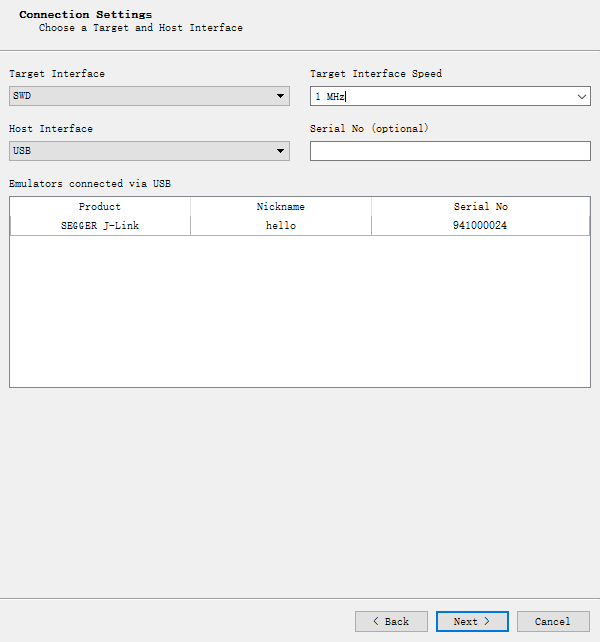 Connection Settings
Choose a Target and Host Interface
Target Interface
Target Interface Speed
SWD
1 MHz
Host Interface
Serial No (optional)
USB
Emulators connected via USB
Product Nickname Serial No
SEGGER J-Link hello 941000024
< Back Next > Cancel